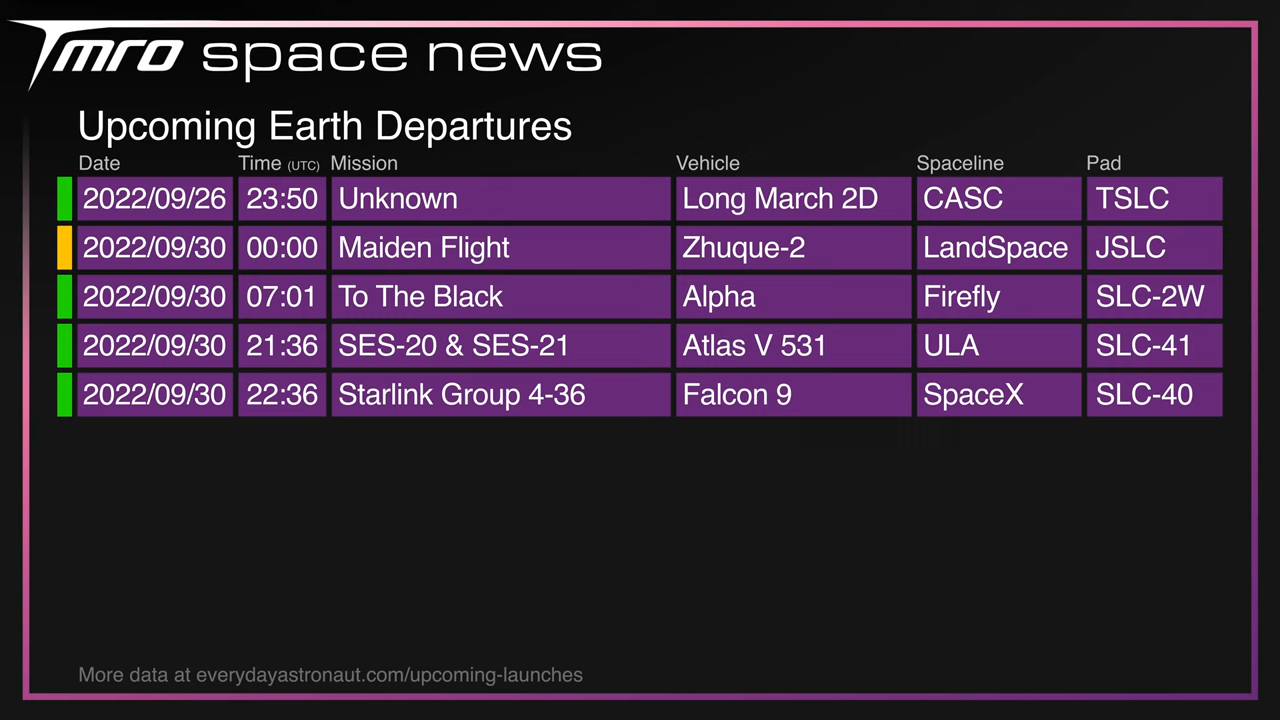 Tmro space news
Upcoming Earth Departures
Date Time (UTC) Mission Vehicle Spaceline Pad
2022/09/26 23:50 Unknown Long March 2D CASC TSLC
2022/09/30 00:00 Maiden Flight Zhuque-2 LandSpace JSLC
2022/09/30 07:01 To The Black Alpha Firefly SLC-2W
2022/09/30 21:36 SES-20 & SES-21 Atlas V 531 ULA SLC-41
2022/09/30 22:36 Starlink Group 4-36 Falcon 9 SpaceX SLC-40
More data at everydayastronaut.com/upcoming-launches